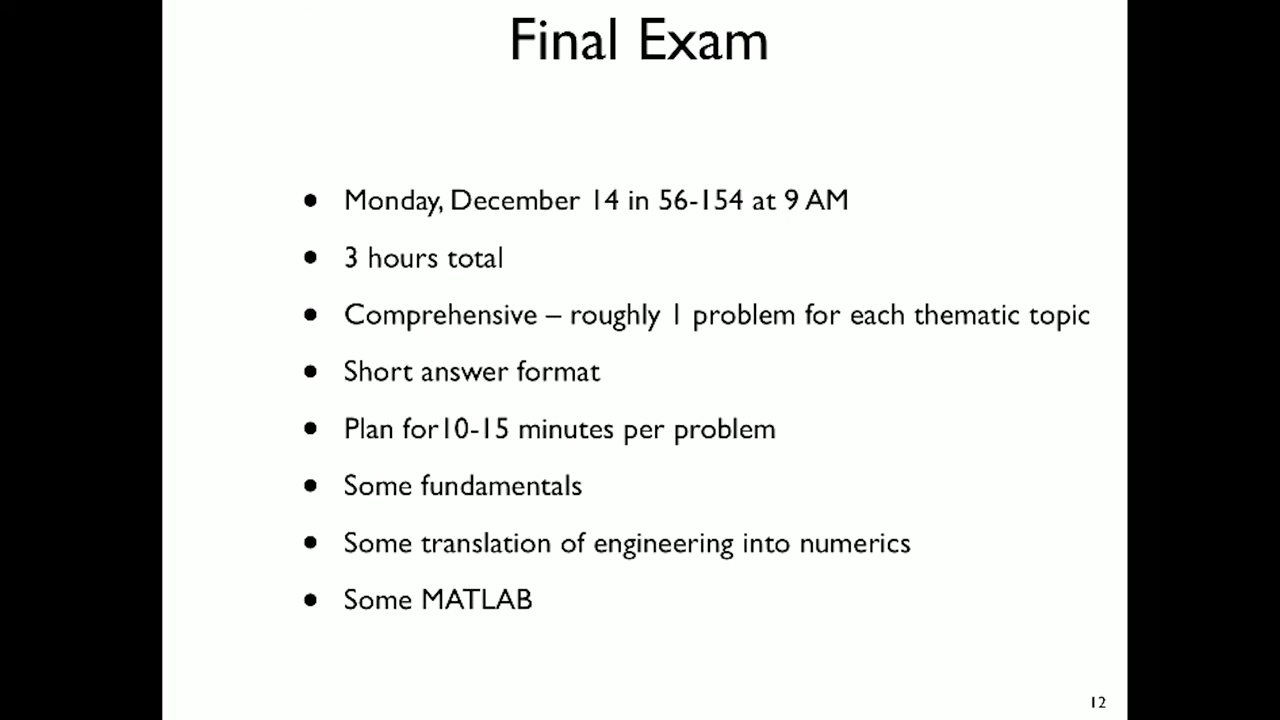 Final Exam
• Monday, December 14 in 56-154 at 9 AM
• 3 hours total
• Comprehensive – roughly 1 problem for each thematic topic
• Short answer format
• Plan for10-15 minutes per problem
• Some fundamentals
• Some translation of engineering into numerics
• Some MATLAB
12